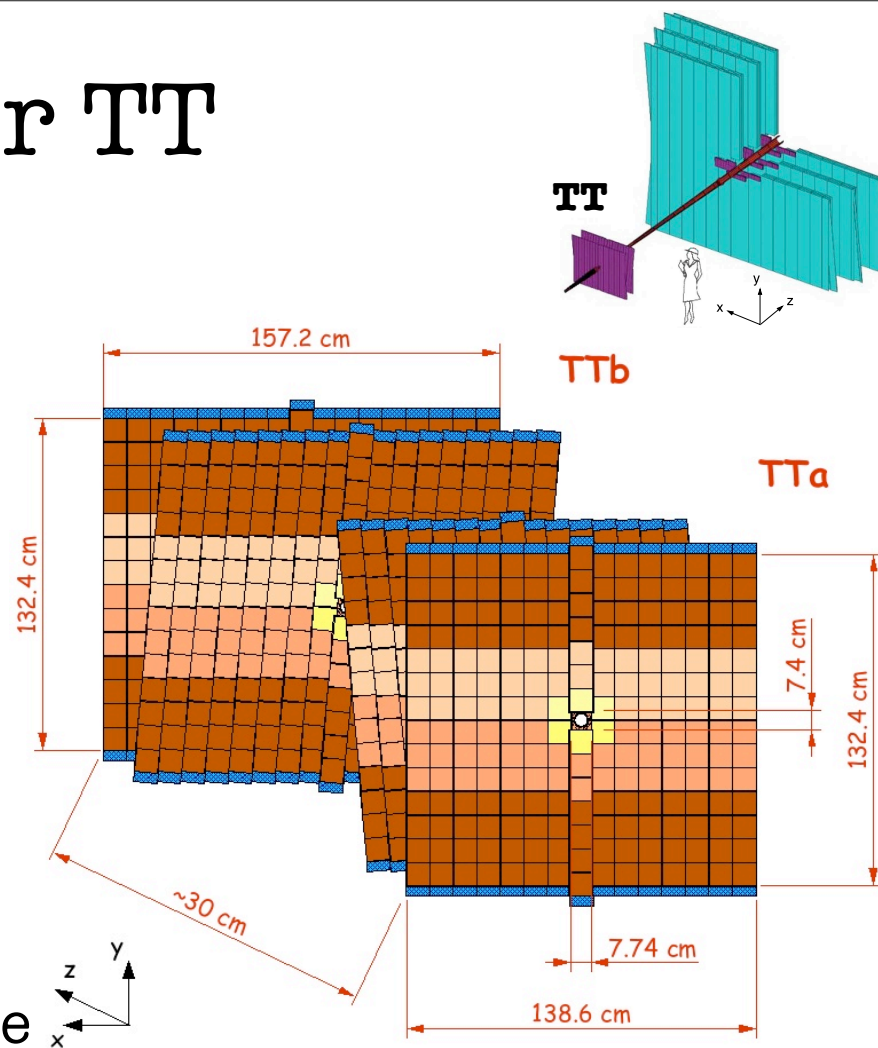 r TT
TT
y
x
z
157.2 cm
TTb
TTa
132.4 cm
7.4 cm
132.4 cm
~30 cm
7.74 cm
138.6 cm
y
z
x
e